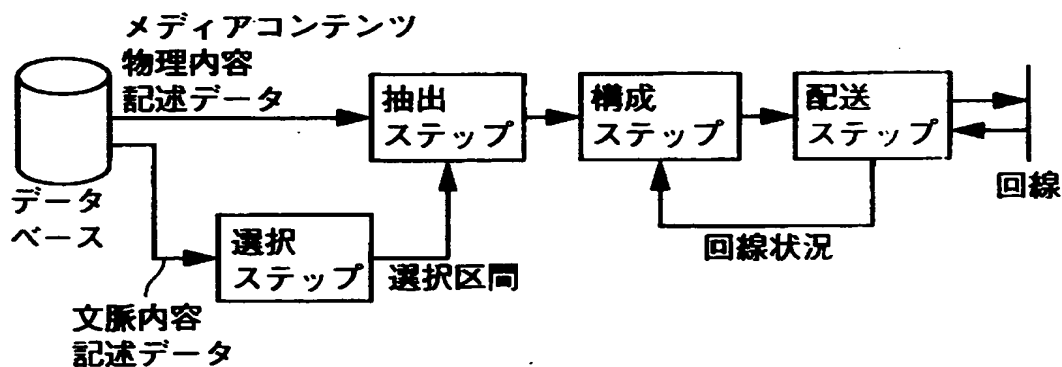 メディアコンテンツ
物理内容
記述データ
データ
ベース
抽出
ステップ
構成
ステップ
配送
ステップ
回線
選択
ステップ
選択区間
回線状況
文脈内容
記述データ